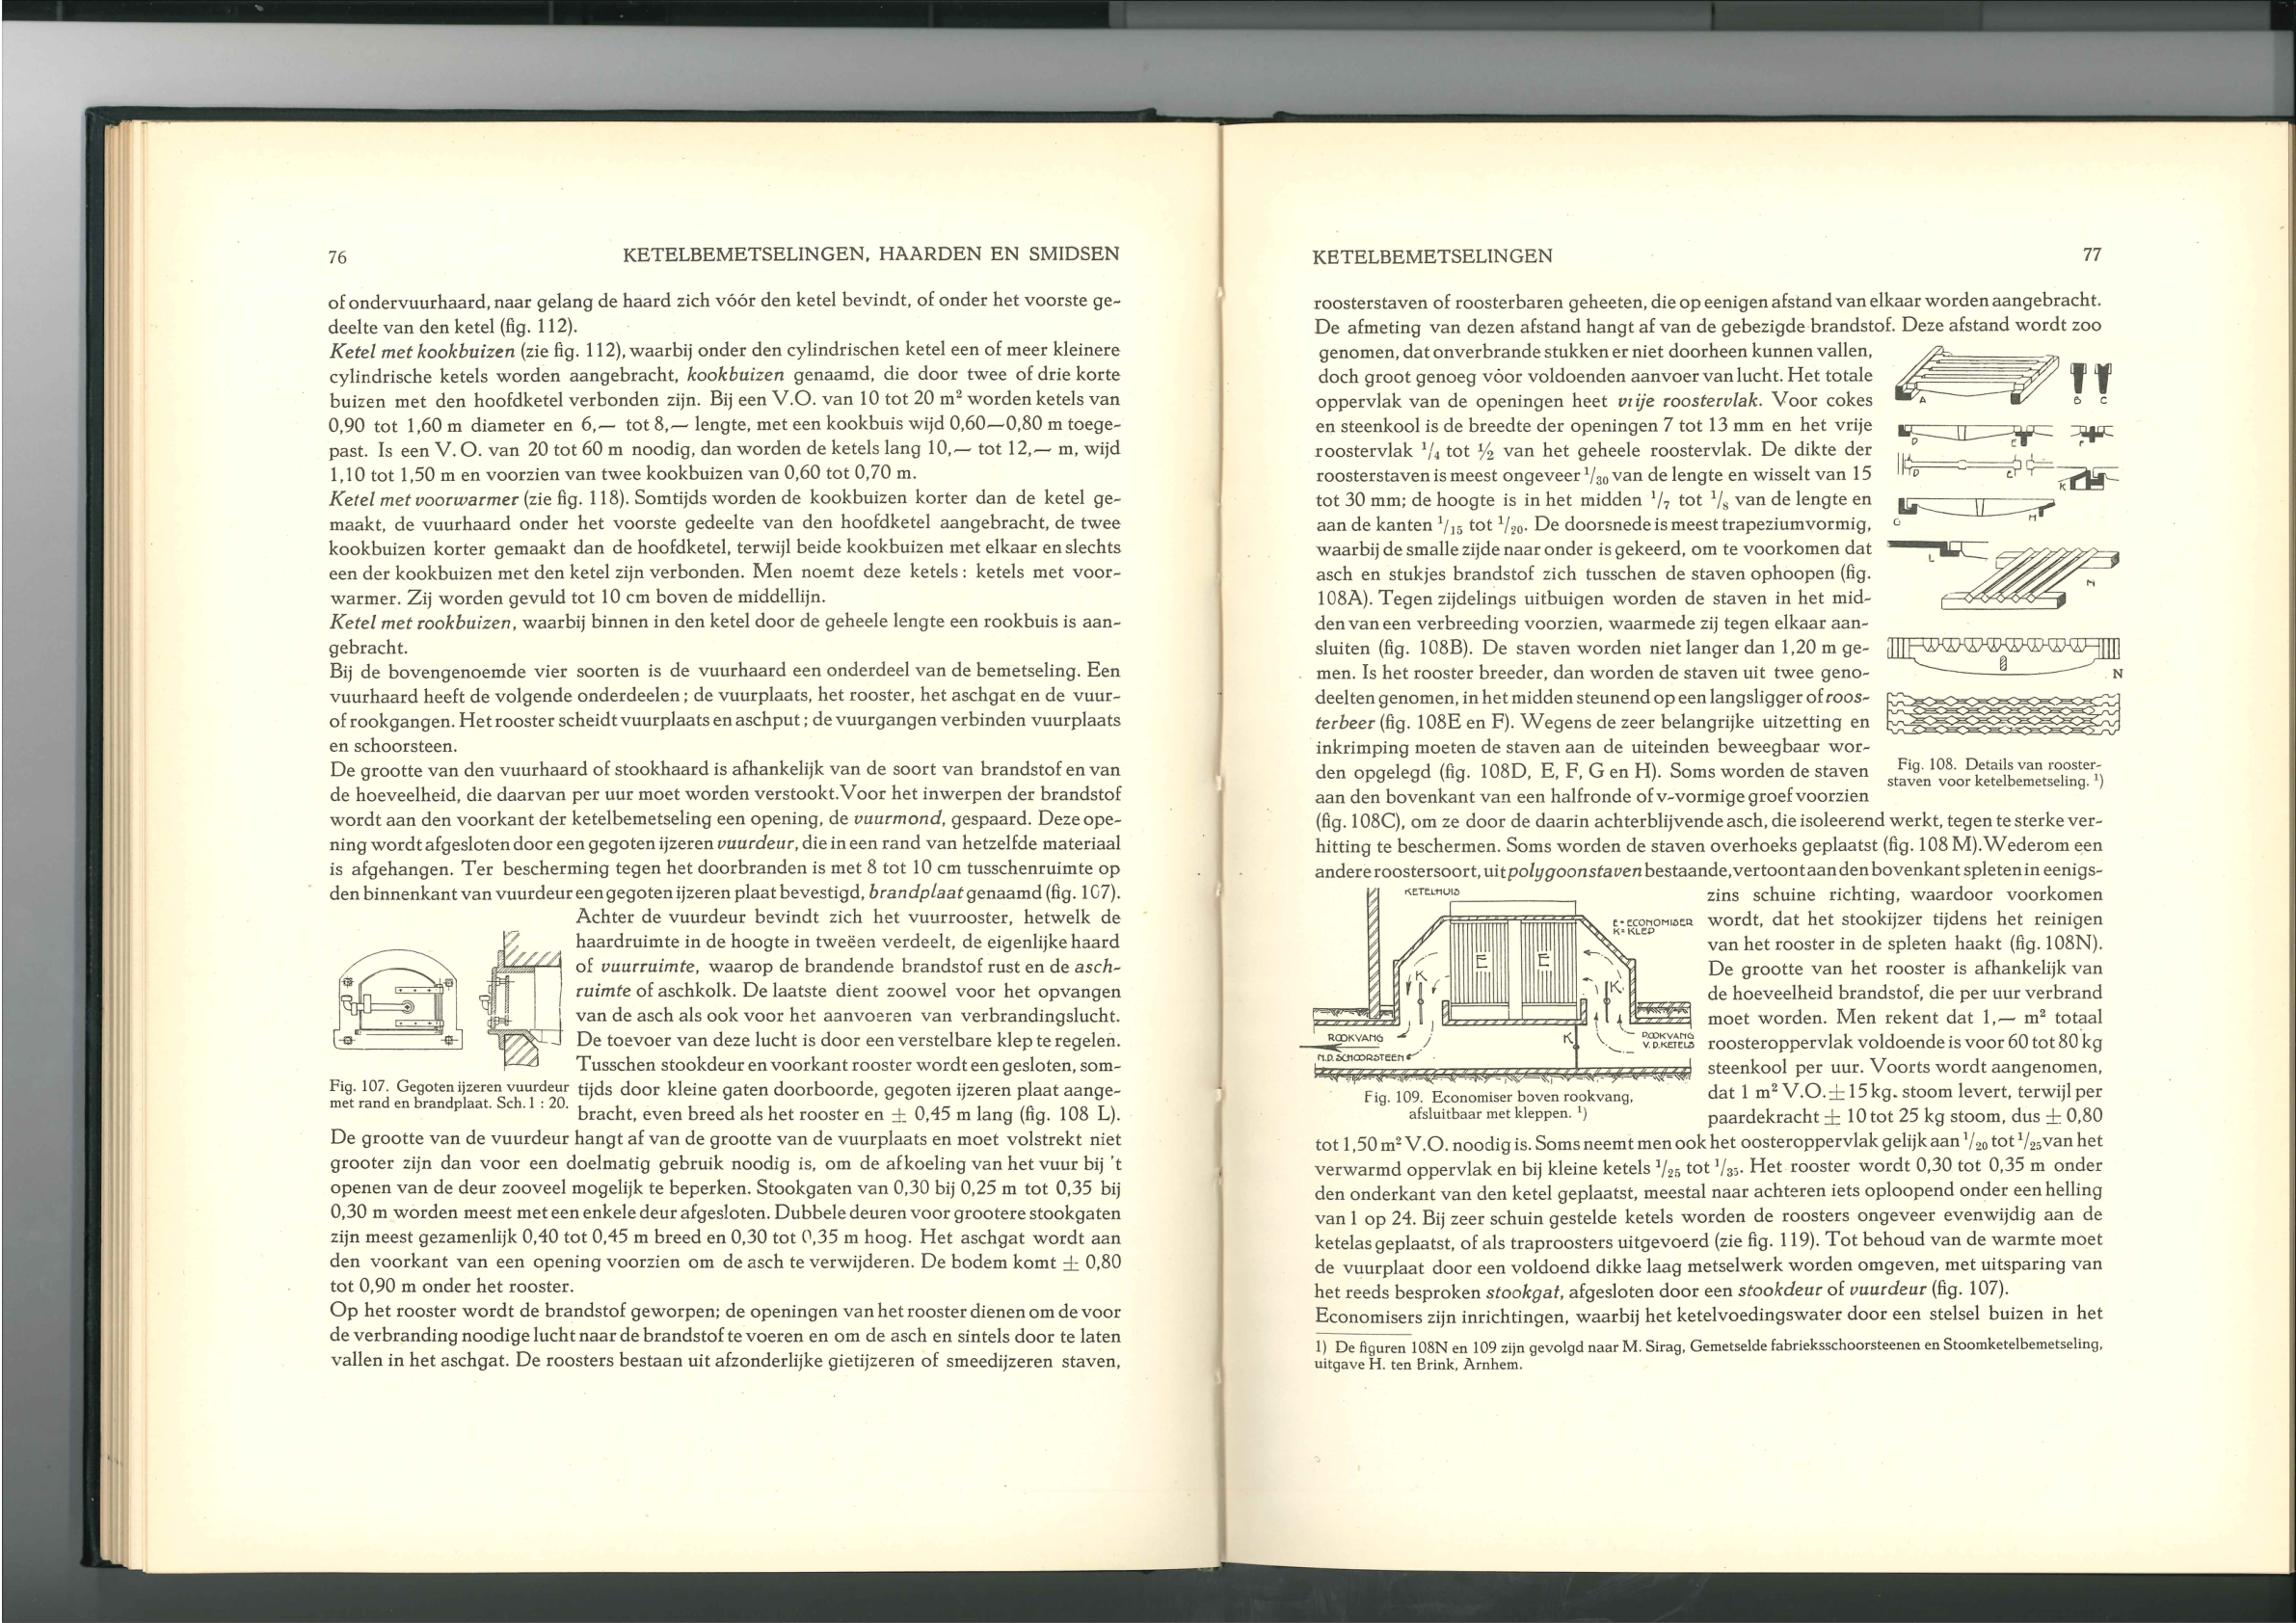 76
KETELBEMETSELINGEN, HAARDEN EN SMIDSEN
of ondervuurhaard, naar gelang de haard zich vóór den ketel bevindt, of onder het voorste ge-
deelte van den ketel (fig. 112).
Ketel met kookbuizen (zie fig. 112), waarbij onder den cylindrischen ketel een of meer kleinere
cylindrische ketels worden aangebracht, kookbuizen genaamd, die door twee of drie korte
buizen met den hoofdketel verbonden zijn. Bij een V.O. van 10 tot 20 m² worden ketels van
0,90 tot 1,60 m diameter en 6,— tot 8,— lengte, met een kookbuis wijd 0,60—0,80 m toege-
past. Is een V.O. van 20 tot 60 m noodig, dan worden de ketels lang 10,— tot 12,— m, wijd
1,10 tot 1,50 m en voorzien van twee kookbuizen van 0,60 tot 0,70 m.
Ketel met voorwarmer (zie fig. 118). Somtijds worden de kookbuizen korter dan de ketel ge-
maakt, de vuurhaard onder het voorste gedeelte van den hoofdketel aangebracht, de twee
kookbuizen korter gemaakt dan de hoofdketel, terwijl beide kookbuizen met elkaar en slechts
een der kookbuizen met den ketel zijn verbonden. Men noemt deze ketels: ketels met voor-
warmer. Zij worden gevuld tot 10 cm boven de middellijn.
Ketel met rookbuizen, waarbij binnen in den ketel door de geheele lengte een rookbuis is aan-
gebracht.
Bij de bovengenoemde vier soorten is de vuurhaard een onderdeel van de bemetseling. Een
vuurhaard heeft de volgende onderdeelen; de vuurplaats, het rooster, het aschgat en de vuur-
of rookgangen. Het rooster scheidt vuurplaats en aschput; de vuurgangen verbinden vuurplaats
en schoorsteen.
De grootte van den vuurhaard of stookhaard is afhankelijk van de soort van brandstof en van
de hoeveelheid, die daarvan per uur moet worden verstookt. Voor het inwerpen der brandstof
wordt aan den voorkant der ketelbemetseling een opening, de vuurmond, gespaard. Deze ope-
ning wordt afgesloten door een gegoten ijzeren vuurdeur, die in een rand van hetzelfde materiaal
is afgehangen. Ter bescherming tegen het doorbranden is met 8 tot 10 cm tusschenruimte op
den binnenkant van vuurdeur een gegoten ijzeren plaat bevestigd, brandplaat genaamd (fig. 107).
Achter de vuurdeur bevindt zich het vuurrooster, hetwelk de
haardruimte in de hoogte in tweëen verdeelt, de eigenlijke haard
of vuurruimte, waarop de brandende brandstof rust en de asch-
ruimte of aschkolk. De laatste dient zoowel voor het opvangen
van de asch als ook voor het aanvoeren van verbrandingslucht.
De toevoer van deze lucht is door een verstelbare klep te regelen.
Tusschen stookdeur en voorkant rooster wordt een gesloten, som-
tijds door kleine gaten doorboorde, gegoten ijzeren plaat aange-
bracht, even breed als het rooster en ± 0,45 m lang (fig. 108 L).
Fig. 107. Gegoten ijzeren vuurdeur
met rand en brandplaat. Sch. 1 : 20.
De grootte van de vuurdeur hangt af van de grootte van de vuurplaats en moet volstrekt niet
grooter zijn dan voor een doelmatig gebruik noodig is, om de afkoeling van het vuur bij 't
openen van de deur zooveel mogelijk te beperken. Stookgaten van 0,30 bij 0,25 m tot 0,35 bij
0,30 m worden meest met een enkele deur afgesloten. Dubbele deuren voor grootere stookgaten
zijn meest gezamenlijk 0,40 tot 0,45 m breed en 0,30 tot 0,35 m hoog. Het aschgat wordt aan
den voorkant van een opening voorzien om de asch te verwijderen. De bodem komt ± 0,80
tot 0,90 m onder het rooster.
Op het rooster wordt de brandstof geworpen; de openingen van het rooster dienen om de voor
de verbranding noodige lucht naar de brandstof te voeren en om de asch en sintels door te laten
vallen in het aschgat. De roosters bestaan uit afzonderlijke gietijzeren of smeedijzeren staven,
KETELBEMETSELINGEN
77
roosterstaven of roosterbaren geheeten, die op eenigen afstand van elkaar worden aangebracht.
De afmeting van dezen afstand hangt af van de gebezigde brandstof. Deze afstand wordt zoo
genomen, dat onverbrande stukken er niet doorheen kunnen vallen,
doch groot genoeg vóor voldoenden aanvoer van lucht. Het totale
oppervlak van de openingen heet vrije roostervlak. Voor cokes
en steenkool is de breedte der openingen 7 tot 13 mm en het vrije
roostervlak 1/4 tot ½ van het geheele roostervlak. De dikte der
roosterstaven is meest ongeveer 1/30 van de lengte en wisselt van 15
tot 30 mm; de hoogte is in het midden 1/7 tot 1/8 van de lengte en
aan de kanten 1/15 tot 1/20. De doorsnede is meest trapeziumvormig,
waarbij de smalle zijde naar onder is gekeerd, om te voorkomen dat
asch en stukjes brandstof zich tusschen de staven ophoopen (fig.
108A). Tegen zijdelings uitbuigen worden de staven in het mid-
den van een verbreeding voorzien, waarmede zij tegen elkaar aan-
sluiten (fig. 108B). De staven worden niet langer dan 1,20 m ge-
men. Is het rooster breeder, dan worden de staven uit twee geno-
deelten genomen, in het midden steunend op een langsligger of roos-
terbeer (fig. 108E en F). Wegens de zeer belangrijke uitzetting en
inkrimping moeten de staven aan de uiteinden beweegbaar wor-
den opgelegd (fig. 108D, E, F, G en H). Soms worden de staven
aan den bovenkant van een halfronde of v-vormige groef voorzien
A
B
C
D
E
F
D
E
K
G
H
L
N
N
Fig. 108. Details van rooster-
staven voor ketelbemetseling. 1)
(fig. 108C), om ze door de daarin achterblijvende asch, die isoleerend werkt, tegen te sterke ver-
hitting te beschermen. Soms worden de staven overhoeks geplaatst (fig. 108 M). Wederom een
andere roostersoort, uit polygoonstaven bestaande, vertoont aan den bovenkant spleten in eenigs-
zins schuine richting, waardoor voorkomen
wordt, dat het stookijzer tijdens het reinigen
van het rooster in de spleten haakt (fig. 108N).
De grootte van het rooster is afhankelijk van
de hoeveelheid brandstof, die per uur verbrand
moet worden. Men rekent dat 1,— m² totaal
roosteroppervlak voldoende is voor 60 tot 80 kg
steenkool per uur. Voorts wordt aangenomen,
dat 1 m² V.O. ± 15 kg. stoom levert, terwijl per
paardekracht ± 10 tot 25 kg stoom, dus ± 0,80
KETELHUIS
E = ECONOMISER
K = KLEP
E
E
K
K
ROOKVANG
N.D. SCHOORSTEEN
K
ROOKVANG
V.D. KETELS
Fig. 109. Economiser boven rookvang,
afsluitbaar met kleppen. 1)
tot 1,50 m² V.O. noodig is. Soms neemt men ook het oosteroppervlak gelijk aan 1/20 tot 1/25 van het
verwarmd oppervlak en bij kleine ketels 1/25 tot 1/35. Het rooster wordt 0,30 tot 0,35 m onder
den onderkant van den ketel geplaatst, meestal naar achteren iets oploopend onder een helling
van 1 op 24. Bij zeer schuin gestelde ketels worden de roosters ongeveer evenwijdig aan de
ketelas geplaatst, of als traproosters uitgevoerd (zie fig. 119). Tot behoud van de warmte moet
de vuurplaat door een voldoend dikke laag metselwerk worden omgeven, met uitsparing van
het reeds besproken stookgat, afgesloten door een stookdeur of vuurdeur (fig. 107).
Economisers zijn inrichtingen, waarbij het ketelvoedingswater door een stelsel buizen in het
1) De figuren 108N en 109 zijn gevolgd naar M. Sirag, Gemetselde fabrieksschoorsteenen en Stoomketelbemetseling,
uitgave H. ten Brink, Arnhem.